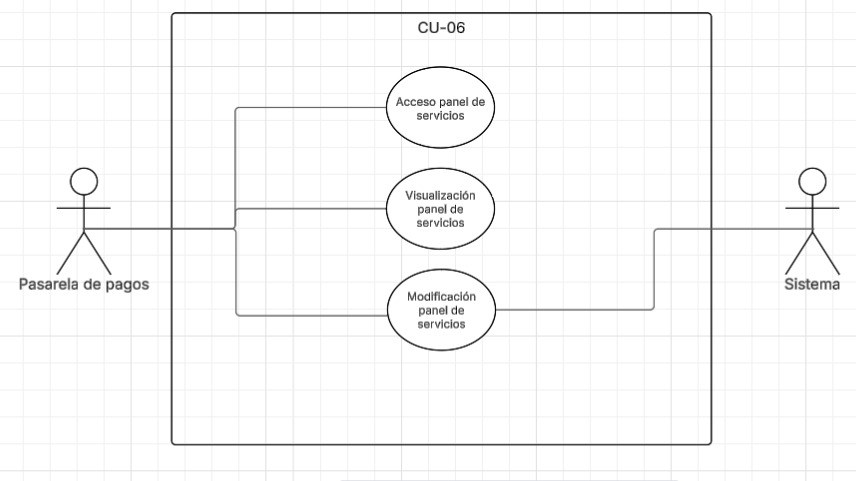 CU-06
Acceso panel de
servicios
Visualización
panel de
servicios
Modificación
panel de
servicios
Pasarela de pagos
Sistema